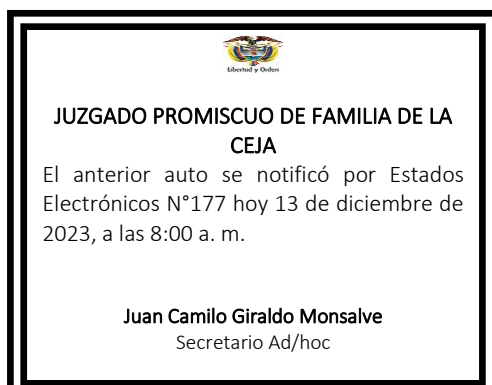 Libertad y Orden
JUZGADO PROMISCUO DE FAMILIA DE LA
CEJA
El anterior auto se notificó por Estados
Electrónicos N°177 hoy 13 de diciembre de
2023, a las 8:00 a. m.
Juan Camilo Giraldo Monsalve
Secretario Ad/hoc